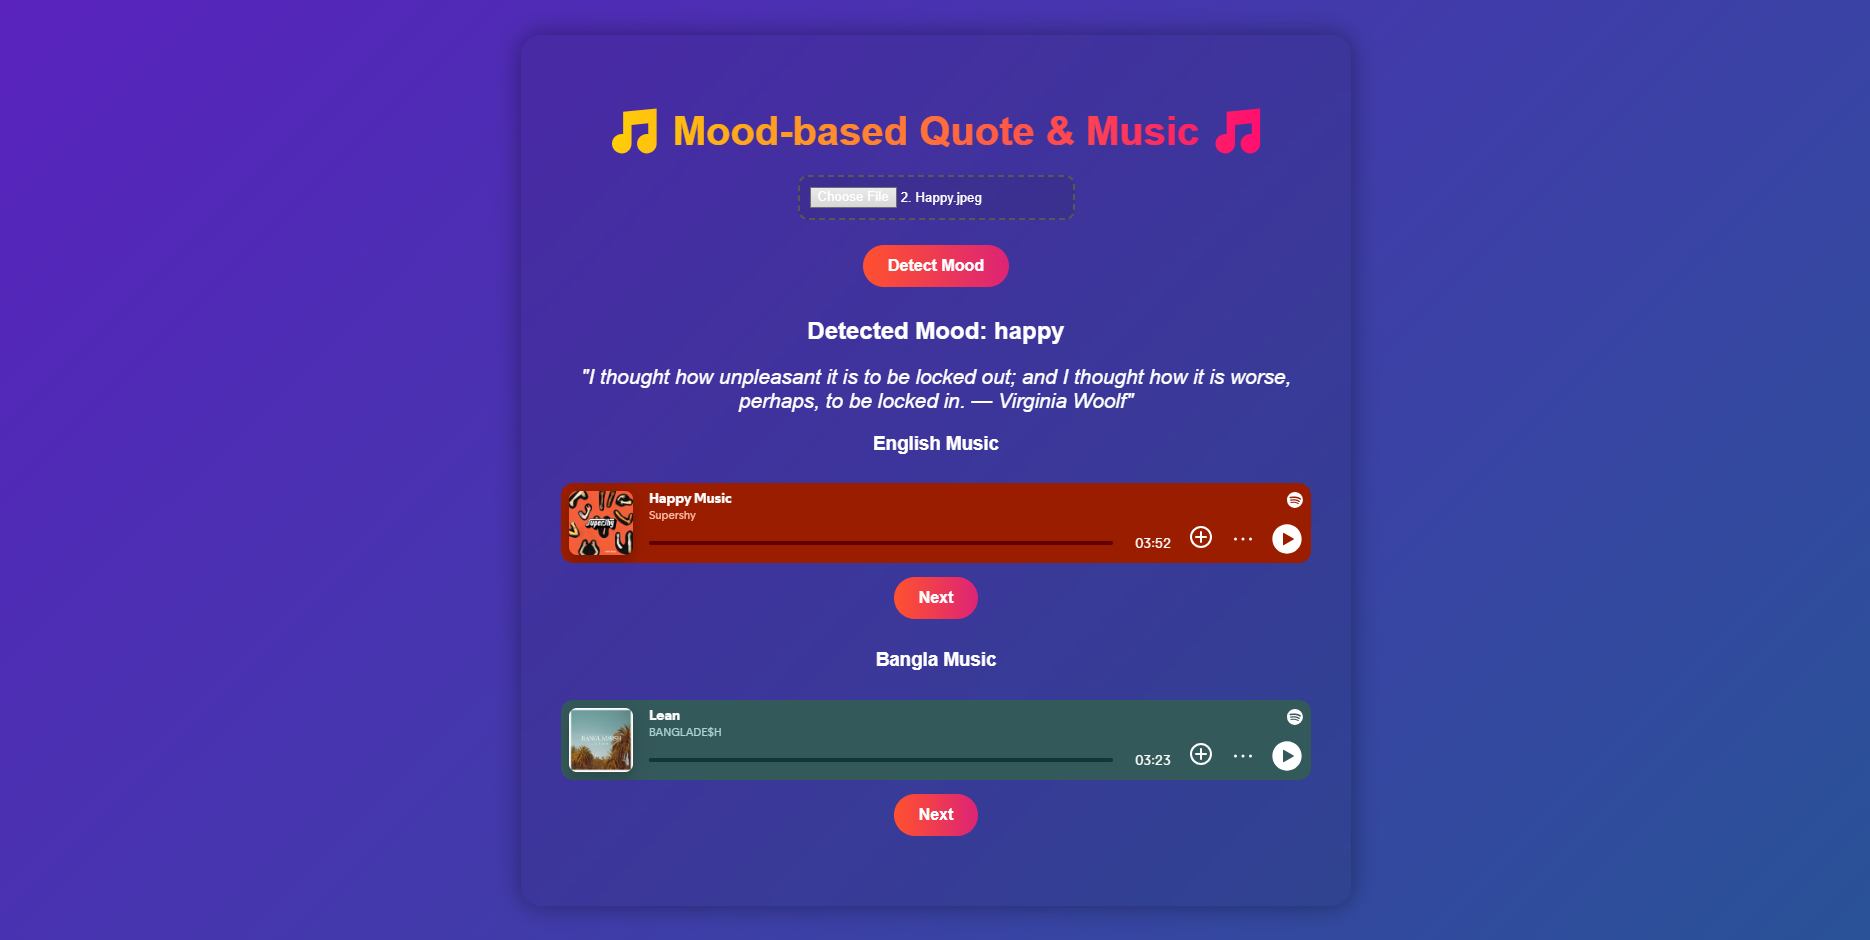 Mood-based Quote & Music
Choose File 2. Happy.jpeg
Detect Mood
Detected Mood: happy
"I thought how unpleasant it is to be locked out; and I thought how it is worse,
perhaps, to be locked in. — Virginia Woolf"
English Music
supershy
Happy Music
Supershy
03:52
Next
Bangla Music
BANGLADE$H
Lean
BANGLADE$H
03:23
Next